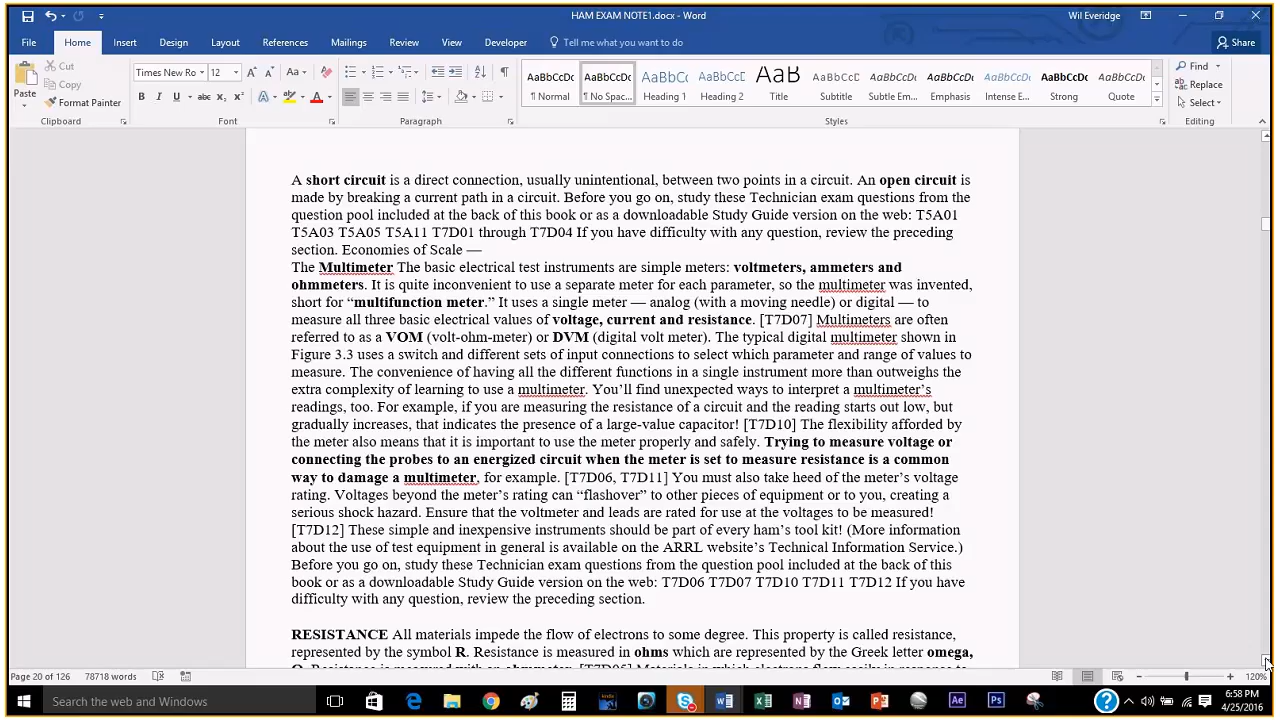 HAM EXAM NOTE1.docx - Word
Wil Everidge
File Home Insert Design Layout References Mailings Review View Developer Tell me what you want to do Share
Paste
Cut
Copy
Format Painter
Times New Ro 12
B I U abc x₂ x²
AaBbCcDc AaBbCcDc AaBbCc AaBbCcC AaB AaBbCcD AaBbCcDc AaBbCcDc AaBbCcDc AaBbCcDc AaBbCcDc
¶ Normal ¶ No Spac... Heading 1 Heading 2 Title Subtitle Subtle Em... Emphasis Intense E... Strong Quote
Find
Replace
Select
Clipboard Font Paragraph Styles Editing
A short circuit is a direct connection, usually unintentional, between two points in a circuit. An open circuit is
made by breaking a current path in a circuit. Before you go on, study these Technician exam questions from the
question pool included at the back of this book or as a downloadable Study Guide version on the web: T5A01
T5A03 T5A05 T5A11 T7D01 through T7D04 If you have difficulty with any question, review the preceding
section. Economies of Scale —
The Multimeter The basic electrical test instruments are simple meters: voltmeters, ammeters and
ohmmeters. It is quite inconvenient to use a separate meter for each parameter, so the multimeter was invented,
short for “multifunction meter.” It uses a single meter — analog (with a moving needle) or digital — to
measure all three basic electrical values of voltage, current and resistance. [T7D07] Multimeters are often
referred to as a VOM (volt-ohm-meter) or DVM (digital volt meter). The typical digital multimeter shown in
Figure 3.3 uses a switch and different sets of input connections to select which parameter and range of values to
measure. The convenience of having all the different functions in a single instrument more than outweighs the
extra complexity of learning to use a multimeter. You’ll find unexpected ways to interpret a multimeter’s
readings, too. For example, if you are measuring the resistance of a circuit and the reading starts out low, but
gradually increases, that indicates the presence of a large-value capacitor! [T7D10] The flexibility afforded by
the meter also means that it is important to use the meter properly and safely. Trying to measure voltage or
connecting the probes to an energized circuit when the meter is set to measure resistance is a common
way to damage a multimeter, for example. [T7D06, T7D11] You must also take heed of the meter’s voltage
rating. Voltages beyond the meter’s rating can “flashover” to other pieces of equipment or to you, creating a
serious shock hazard. Ensure that the voltmeter and leads are rated for use at the voltages to be measured!
[T7D12] These simple and inexpensive instruments should be part of every ham’s tool kit! (More information
about the use of test equipment in general is available on the ARRL website’s Technical Information Service.)
Before you go on, study these Technician exam questions from the question pool included at the back of this
book or as a downloadable Study Guide version on the web: T7D06 T7D07 T7D10 T7D11 T7D12 If you have
difficulty with any question, review the preceding section.
RESISTANCE All materials impede the flow of electrons to some degree. This property is called resistance,
represented by the symbol R. Resistance is measured in ohms which are represented by the Greek letter omega,
Page 20 of 126 78718 words 120%
Search the web and Windows
6:58 PM
4/25/2016